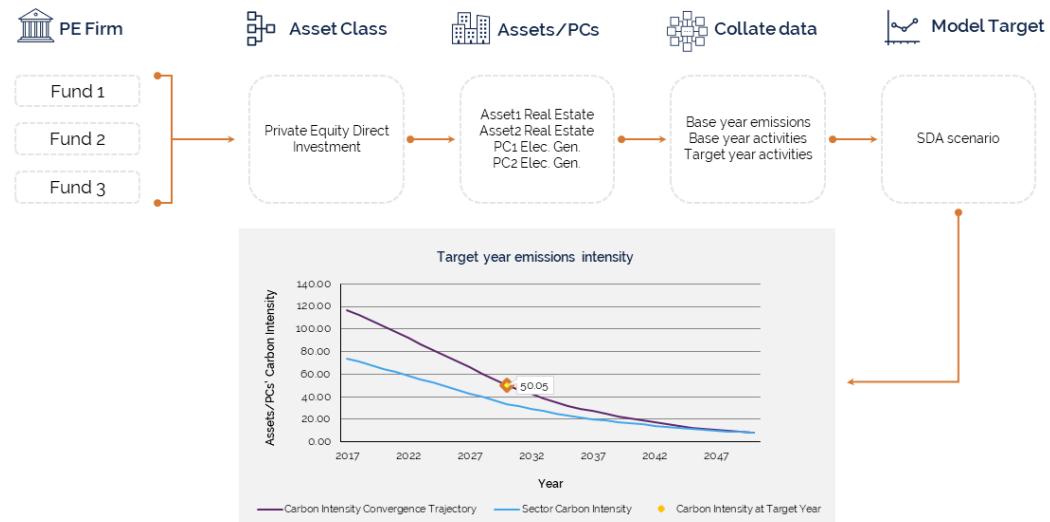 PE Firm
Asset Class
Assets/PCs
Collate data
Model Target
Fund 1
Fund 2
Fund 3
Private Equity Direct
Investment
Asset1 Real Estate
Asset2 Real Estate
PC1 Elec. Gen.
PC2 Elec. Gen.
Base year emissions
Base year activities
Target year activities
SDA scenario
Target year emissions intensity
Assets/PCs' Carbon Intensity
140.00
120.00
100.00
80.00
60.00
40.00
20.00
0.00
50.05
2017 2022 2027 2032 2037 2042 2047
Year
Carbon Intensity Convergence Trajectory
Sector Carbon Intensity
Carbon Intensity at Target Year